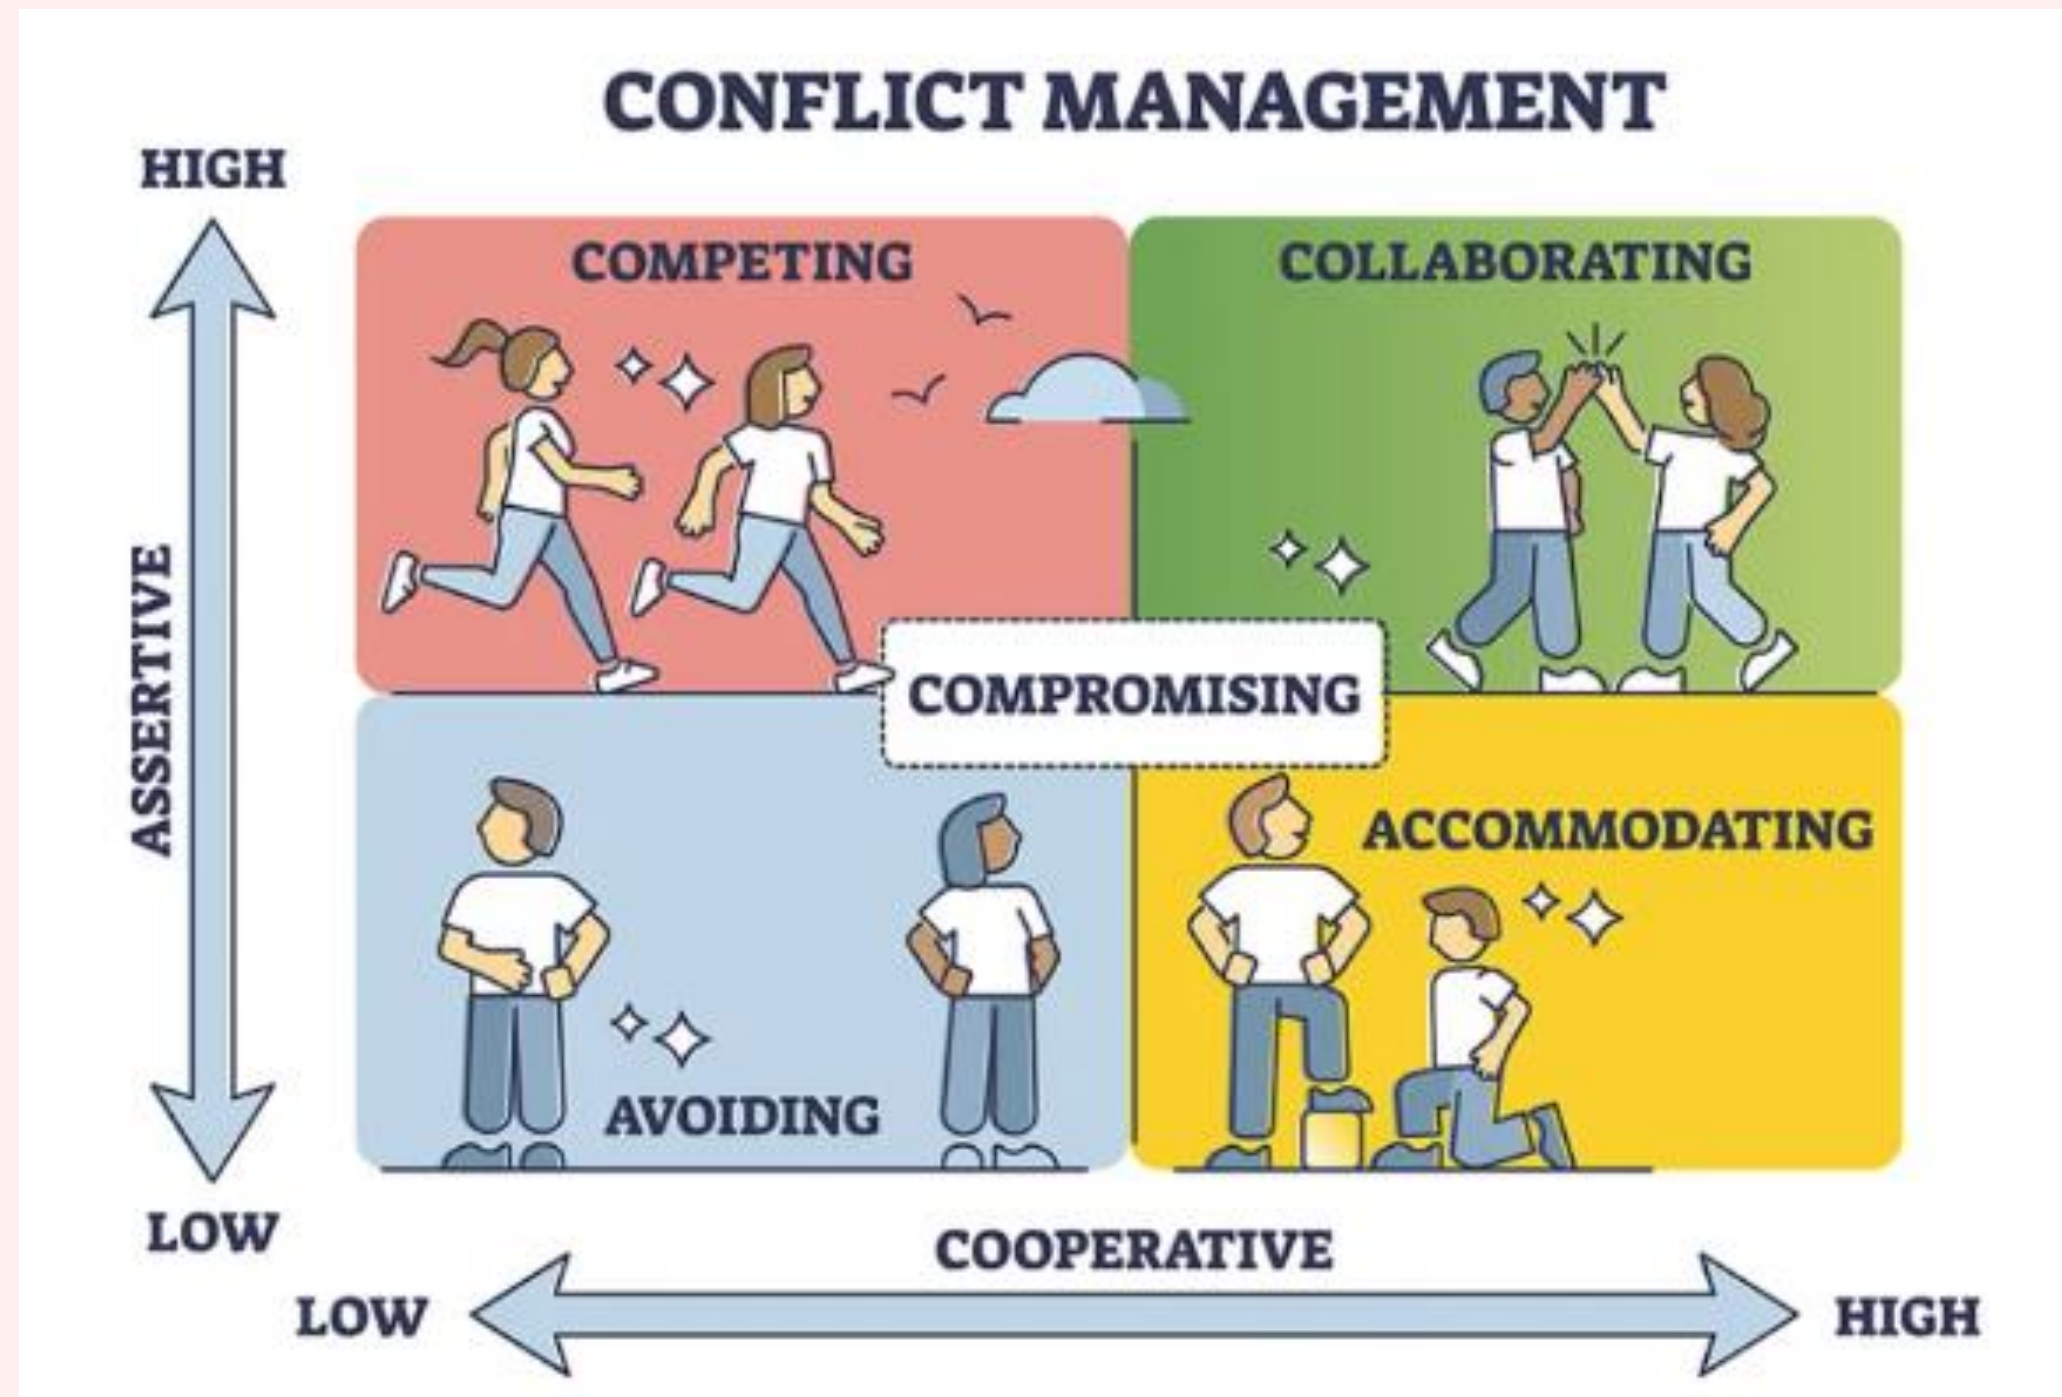 CONFLICT MANAGEMENT
HIGH
COMPETING
COLLABORATING
ASSERTIVE
COMPROMISING
ACCOMMODATING
AVOIDING
LOW
COOPERATIVE
LOW
HIGH